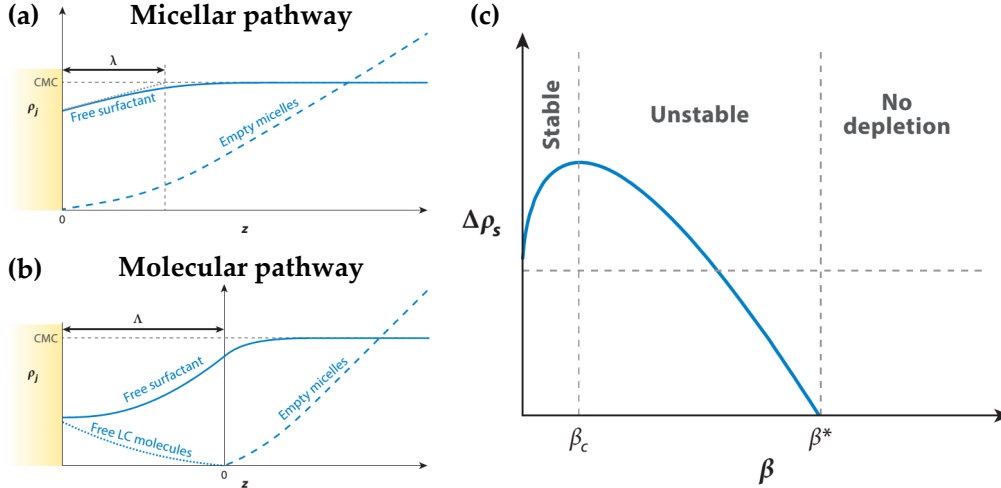 (a)
Micellar pathway
λ
CMC
ρj
Free surfactant
Empty micelles
0
z
(b)
Molecular pathway
Λ
CMC
ρj
Free surfactant
Free LC molecules
Empty micelles
0
z
(c)
Stable
Unstable
No
depletion
Δρs
βc
β*
β